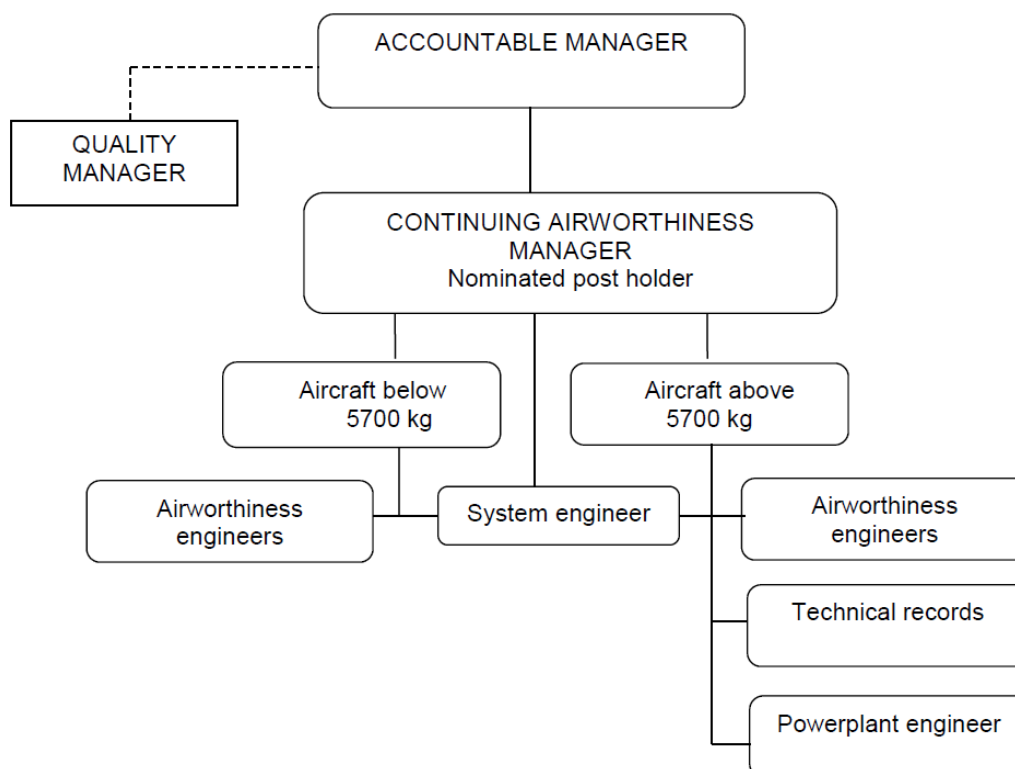 ACCOUNTABLE MANAGER
QUALITY
MANAGER
CONTINUING AIRWORTHINESS
MANAGER
Nominated post holder
Aircraft below
5700 kg
Aircraft above
5700 kg
Airworthiness
engineers
System engineer
Airworthiness
engineers
Technical records
Powerplant engineer